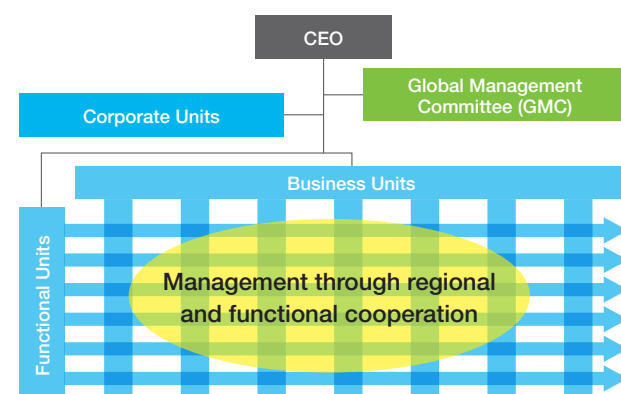 CEO
Global Management
Committee (GMC)
Corporate Units
Business Units
Functional Units
Management through regional
and functional cooperation